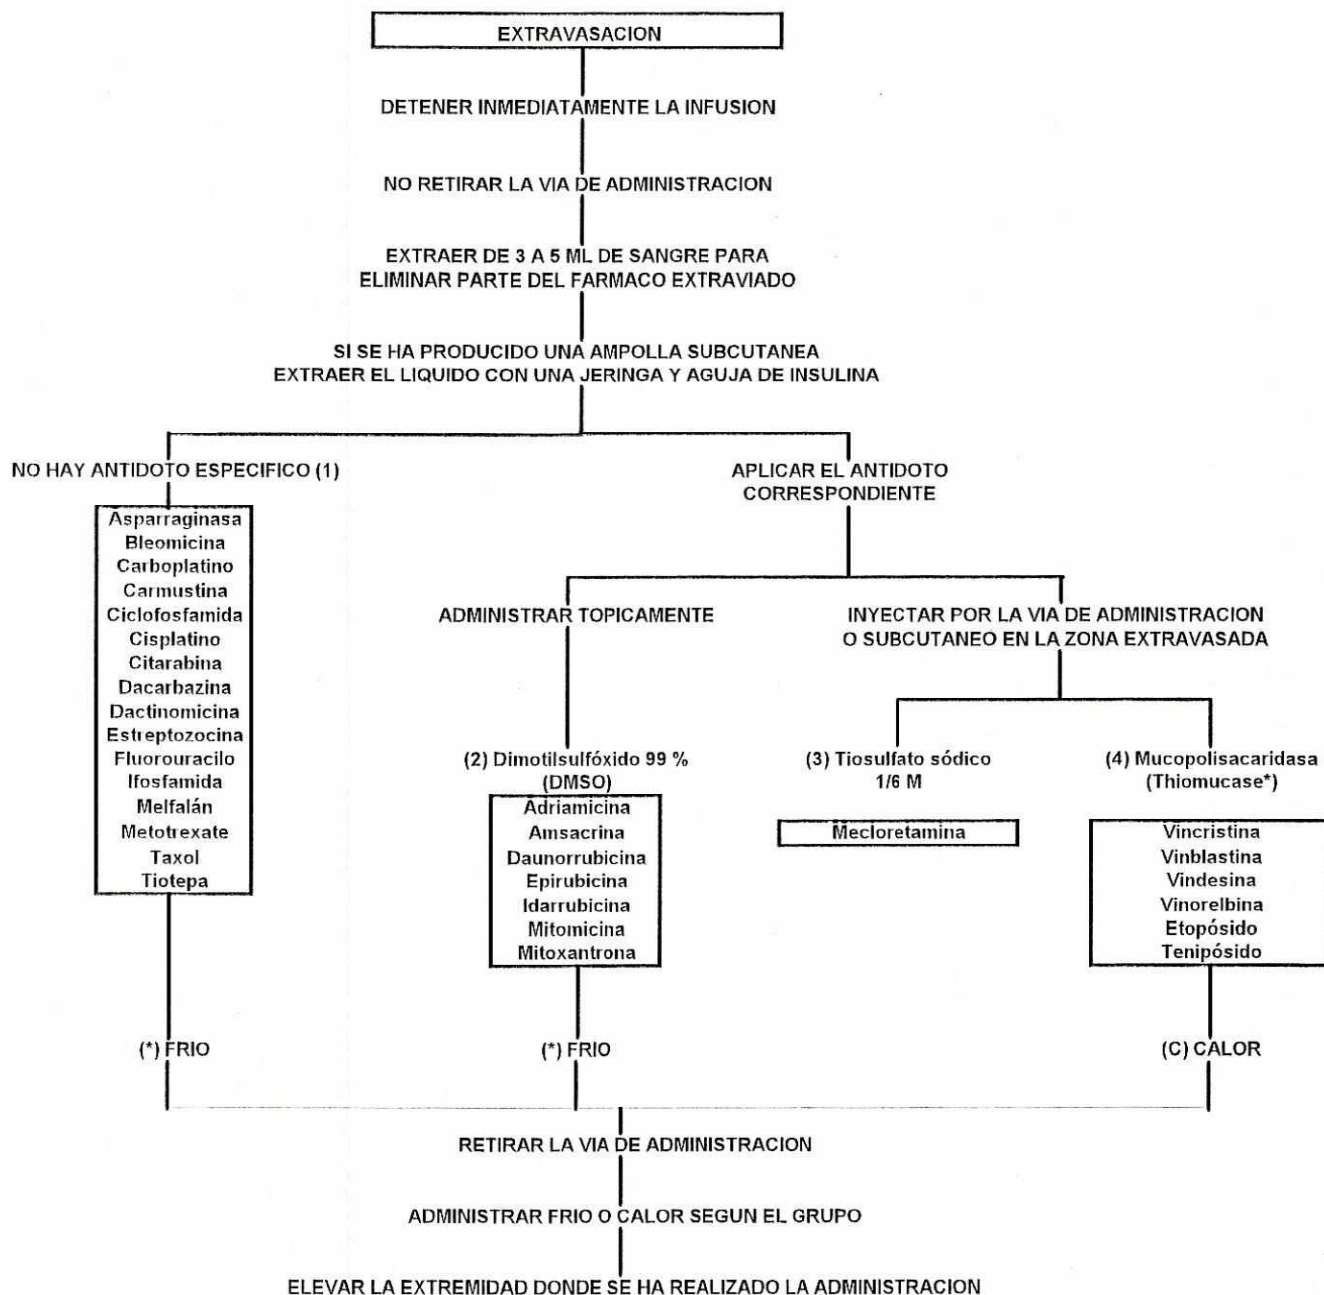 EXTRAVASACION
DETENER INMEDIATAMENTE LA INFUSION
NO RETIRAR LA VIA DE ADMINISTRACION
EXTRAER DE 3 A 5 ML DE SANGRE PARA
ELIMINAR PARTE DEL FARMACO EXTRAVIADO
SI SE HA PRODUCIDO UNA AMPOLLA SUBCUTANEA
EXTRAER EL LIQUIDO CON UNA JERINGA Y AGUJA DE INSULINA
NO HAY ANTIDOTO ESPECIFICO (1)
Asparraginasa
Bleomicina
Carboplatino
Carmustina
Ciclofosfamida
Cisplatino
Citarabina
Dacarbazina
Dactinomicina
Estreptozocina
Fluorouracilo
Ifosfamida
Melfalán
Metotrexate
Taxol
Tiotepa
(*) FRIO
APLICAR EL ANTIDOTO
CORRESPONDIENTE
ADMINISTRAR TOPICAMENTE
(2) Dimotilsulfóxido 99 %
(DMSO)
Adriamicina
Amsacrina
Daunorrubicina
Epirubicina
Idarrubicina
Mitomicina
Mitoxantrona
(*) FRIO
INYECTAR POR LA VIA DE ADMINISTRACION
O SUBCUTANEO EN LA ZONA EXTRAVASADA
(3) Tiosulfato sódico
1/6 M
Mecloretamina
(4) Mucopolisacaridasa
(Thiomucase*)
Vincristina
Vinblastina
Vindesina
Vinorelbina
Etopósido
Tenipósido
(C) CALOR
RETIRAR LA VIA DE ADMINISTRACION
ADMINISTRAR FRIO O CALOR SEGUN EL GRUPO
ELEVAR LA EXTREMIDAD DONDE SE HA REALIZADO LA ADMINISTRACION